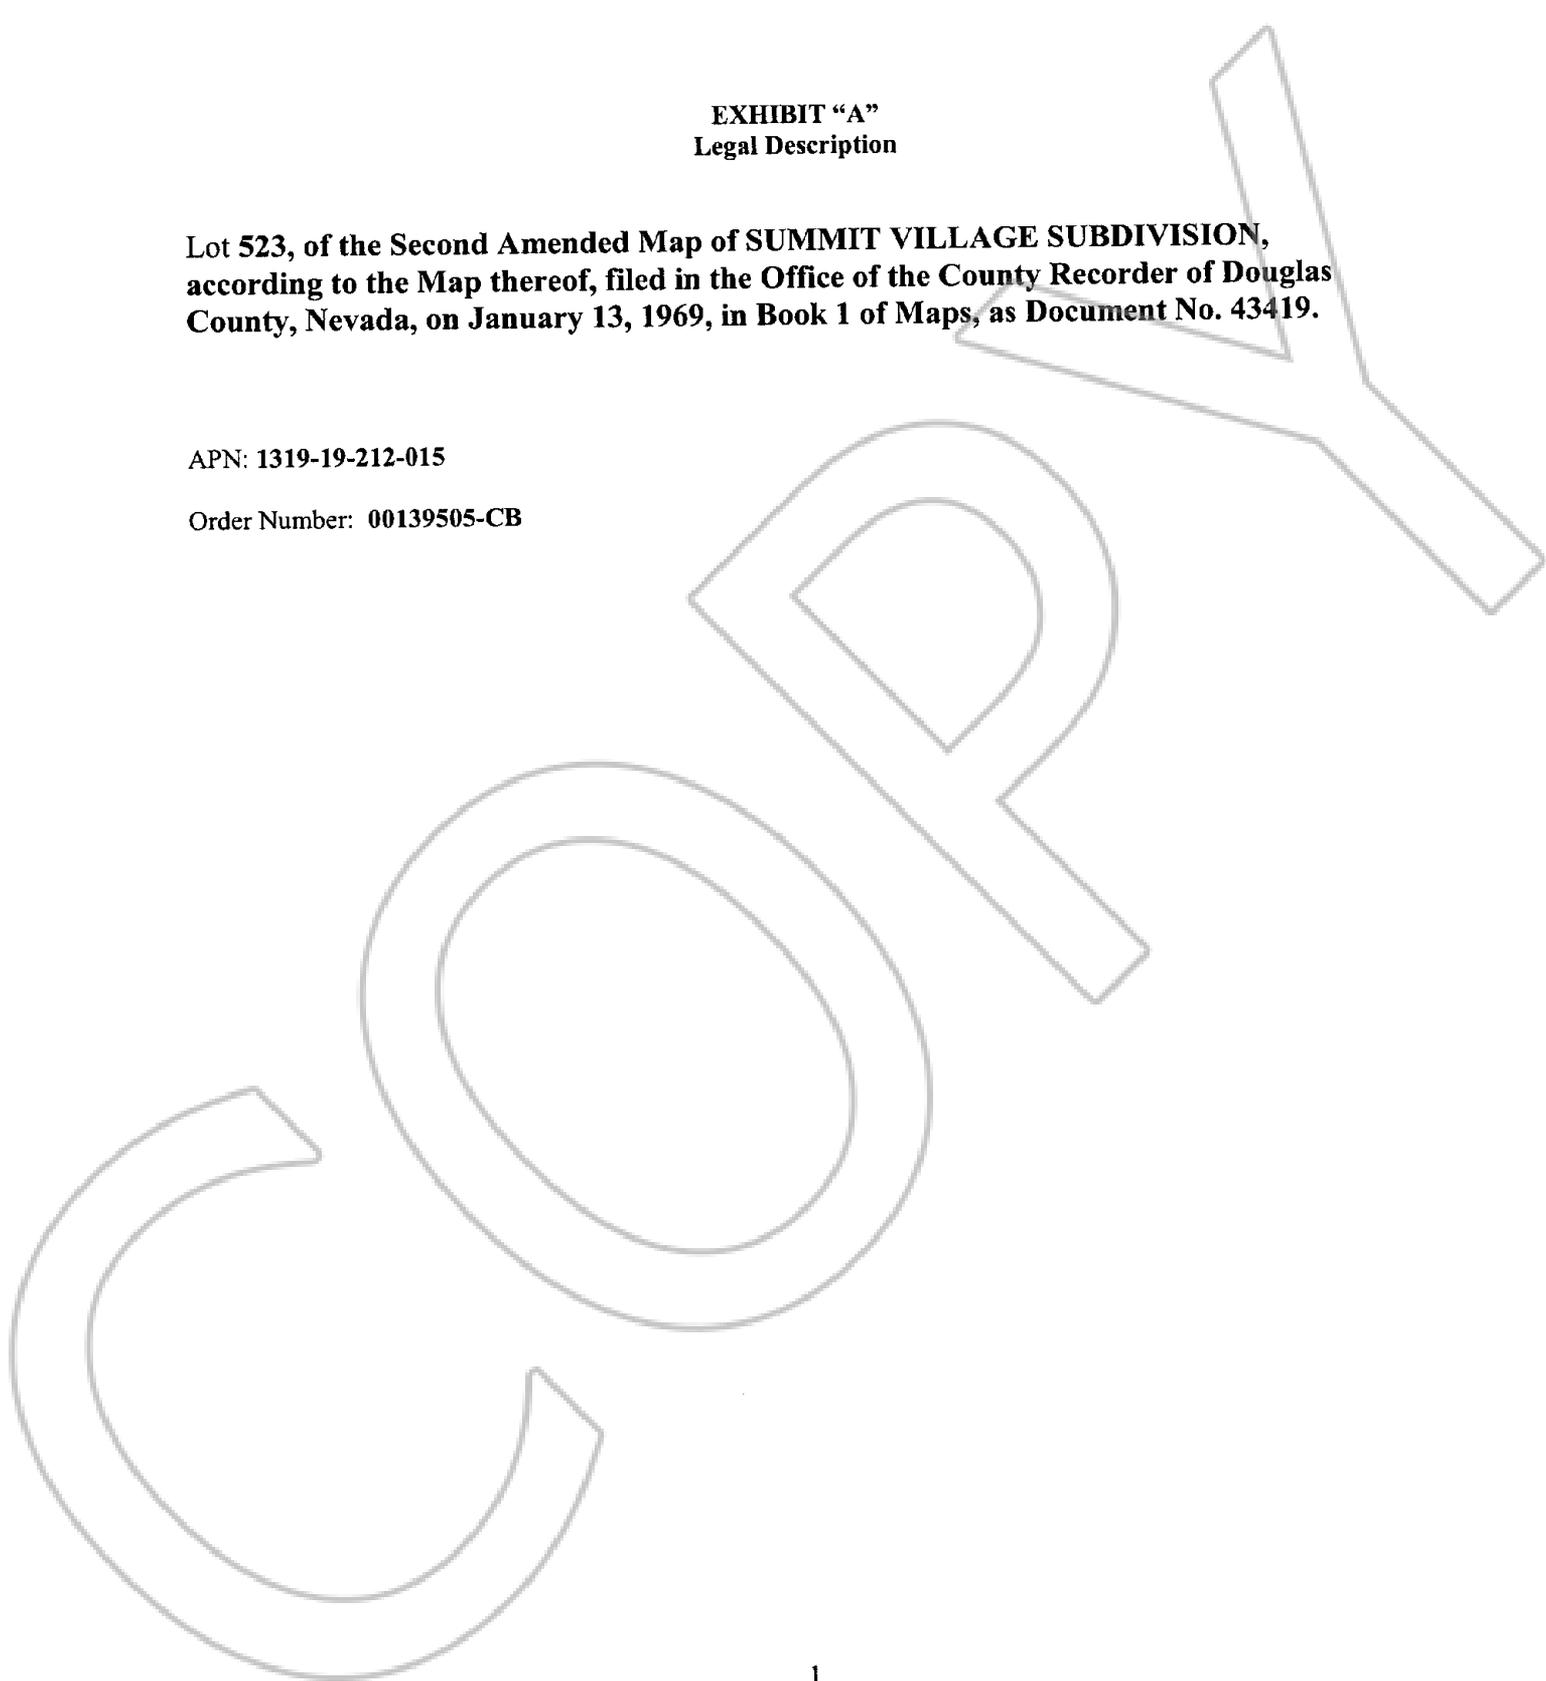 EXHIBIT “A”
Legal Description
Lot 523, of the Second Amended Map of SUMMIT VILLAGE SUBDIVISION,
according to the Map thereof, filed in the Office of the County Recorder of Douglas
County, Nevada, on January 13, 1969, in Book 1 of Maps, as Document No. 43419.
APN: 1319-19-212-015
Order Number: 00139505-CB
COPY
1